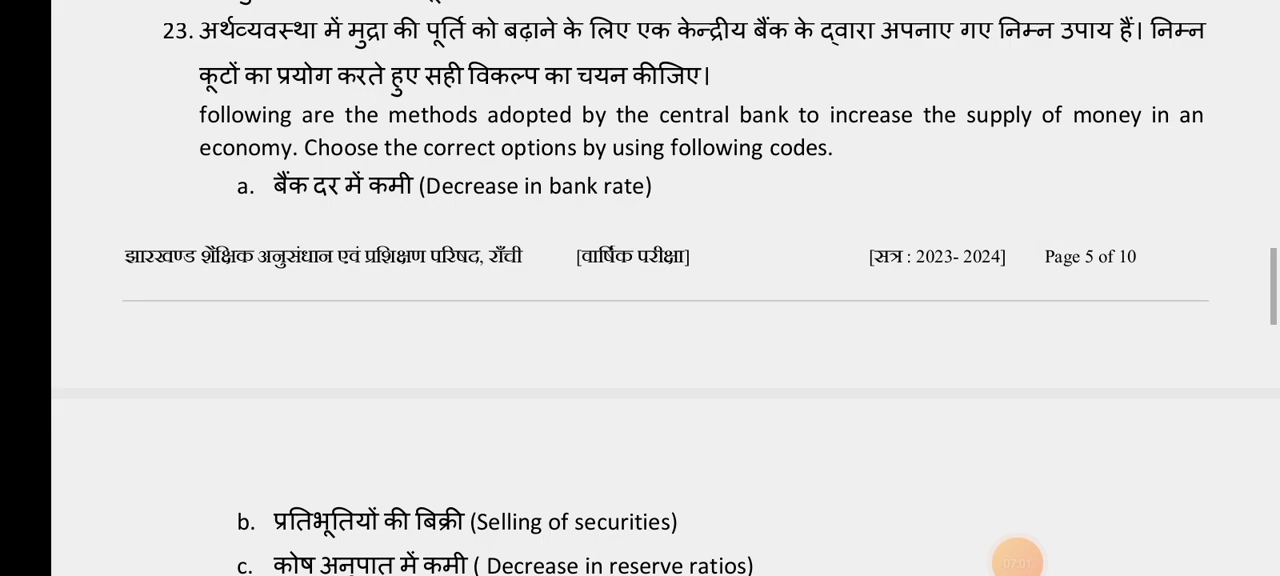 23. अर्थव्यवस्था में मुद्रा की पूर्ति को बढ़ाने के लिए एक केन्द्रीय बैंक के द्वारा अपनाए गए निम्न उपाय हैं। निम्न
कूटों का प्रयोग करते हुए सही विकल्प का चयन कीजिए।
following are the methods adopted by the central bank to increase the supply of money in an
economy. Choose the correct options by using following codes.
a. बैंक दर में कमी (Decrease in bank rate)
झारखण्ड शैक्षिक अनुसंधान एवं प्रशिक्षण परिषद, राँची [वार्षिक परीक्षा] [सत्र : 2023- 2024] Page 5 of 10
b. प्रतिभूतियों की बिक्री (Selling of securities)
c. कोष अनुपात में कमी ( Decrease in reserve ratios)
07:01